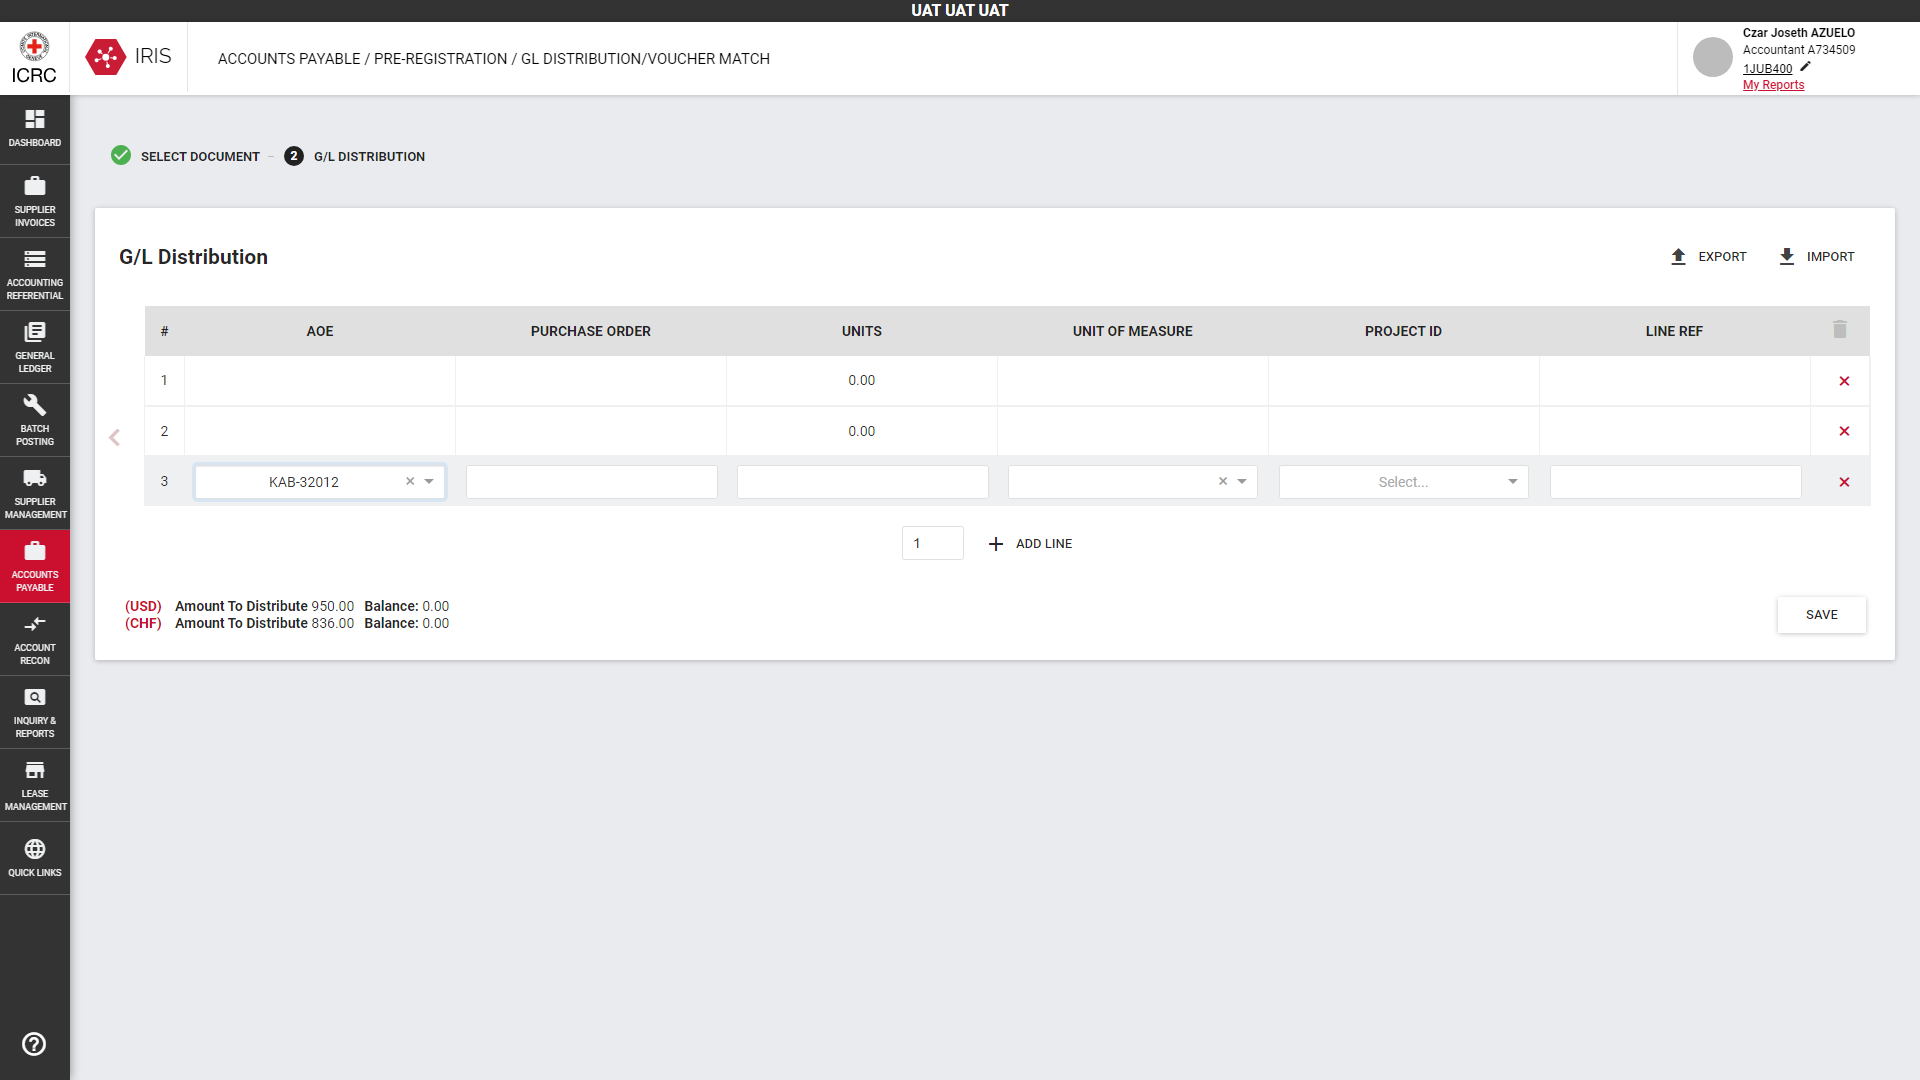 UAT UAT UAT
ICRC
IRIS
ACCOUNTS PAYABLE / PRE-REGISTRATION / GL DISTRIBUTION/VOUCHER MATCH
Czar Joseth AZUELO
Accountant A734509
1JUB400
My Reports
DASHBOARD
SUPPLIER
INVOICES
ACCOUNTING
REFERENTIAL
GENERAL
LEDGER
BATCH
POSTING
SUPPLIER
MANAGEMENT
ACCOUNTS
PAYABLE
ACCOUNT
RECON
INQUIRY &
REPORTS
LEASE
MANAGEMENT
QUICK LINKS
SELECT DOCUMENT – 2 G/L DISTRIBUTION
G/L Distribution
EXPORT IMPORT
# AOE PURCHASE ORDER UNITS UNIT OF MEASURE PROJECT ID LINE REF
1 0.00
2 0.00
3 KAB-32012 Select...
1 ADD LINE
(USD) Amount To Distribute 950.00 Balance: 0.00
(CHF) Amount To Distribute 836.00 Balance: 0.00
SAVE